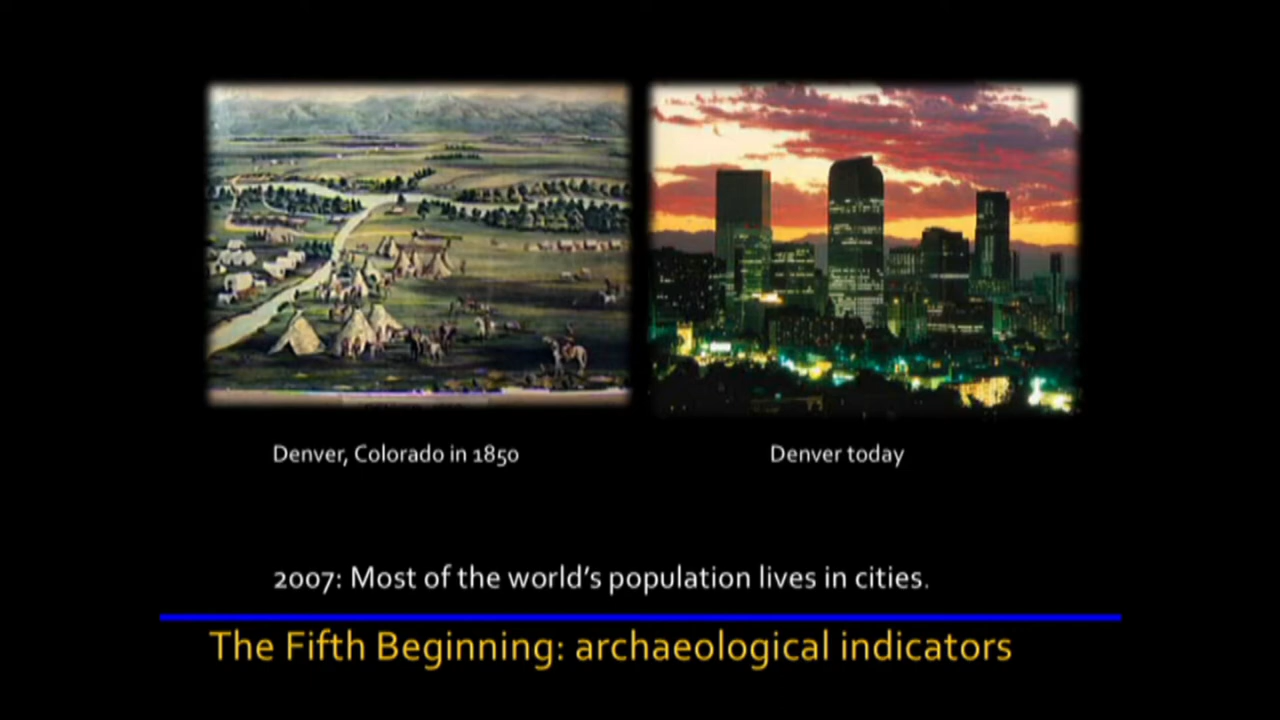 Denver, Colorado in 1850
Denver today
2007: Most of the world's population lives in cities.
The Fifth Beginning: archaeological indicators